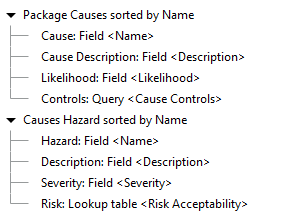 Package Causes sorted by Name
Cause: Field <Name>
Cause Description: Field <Description>
Likelihood: Field <Likelihood>
Controls: Query <Cause Controls>
Causes Hazard sorted by Name
Hazard: Field <Name>
Description: Field <Description>
Severity: Field <Severity>
Risk: Lookup table <Risk Acceptability>